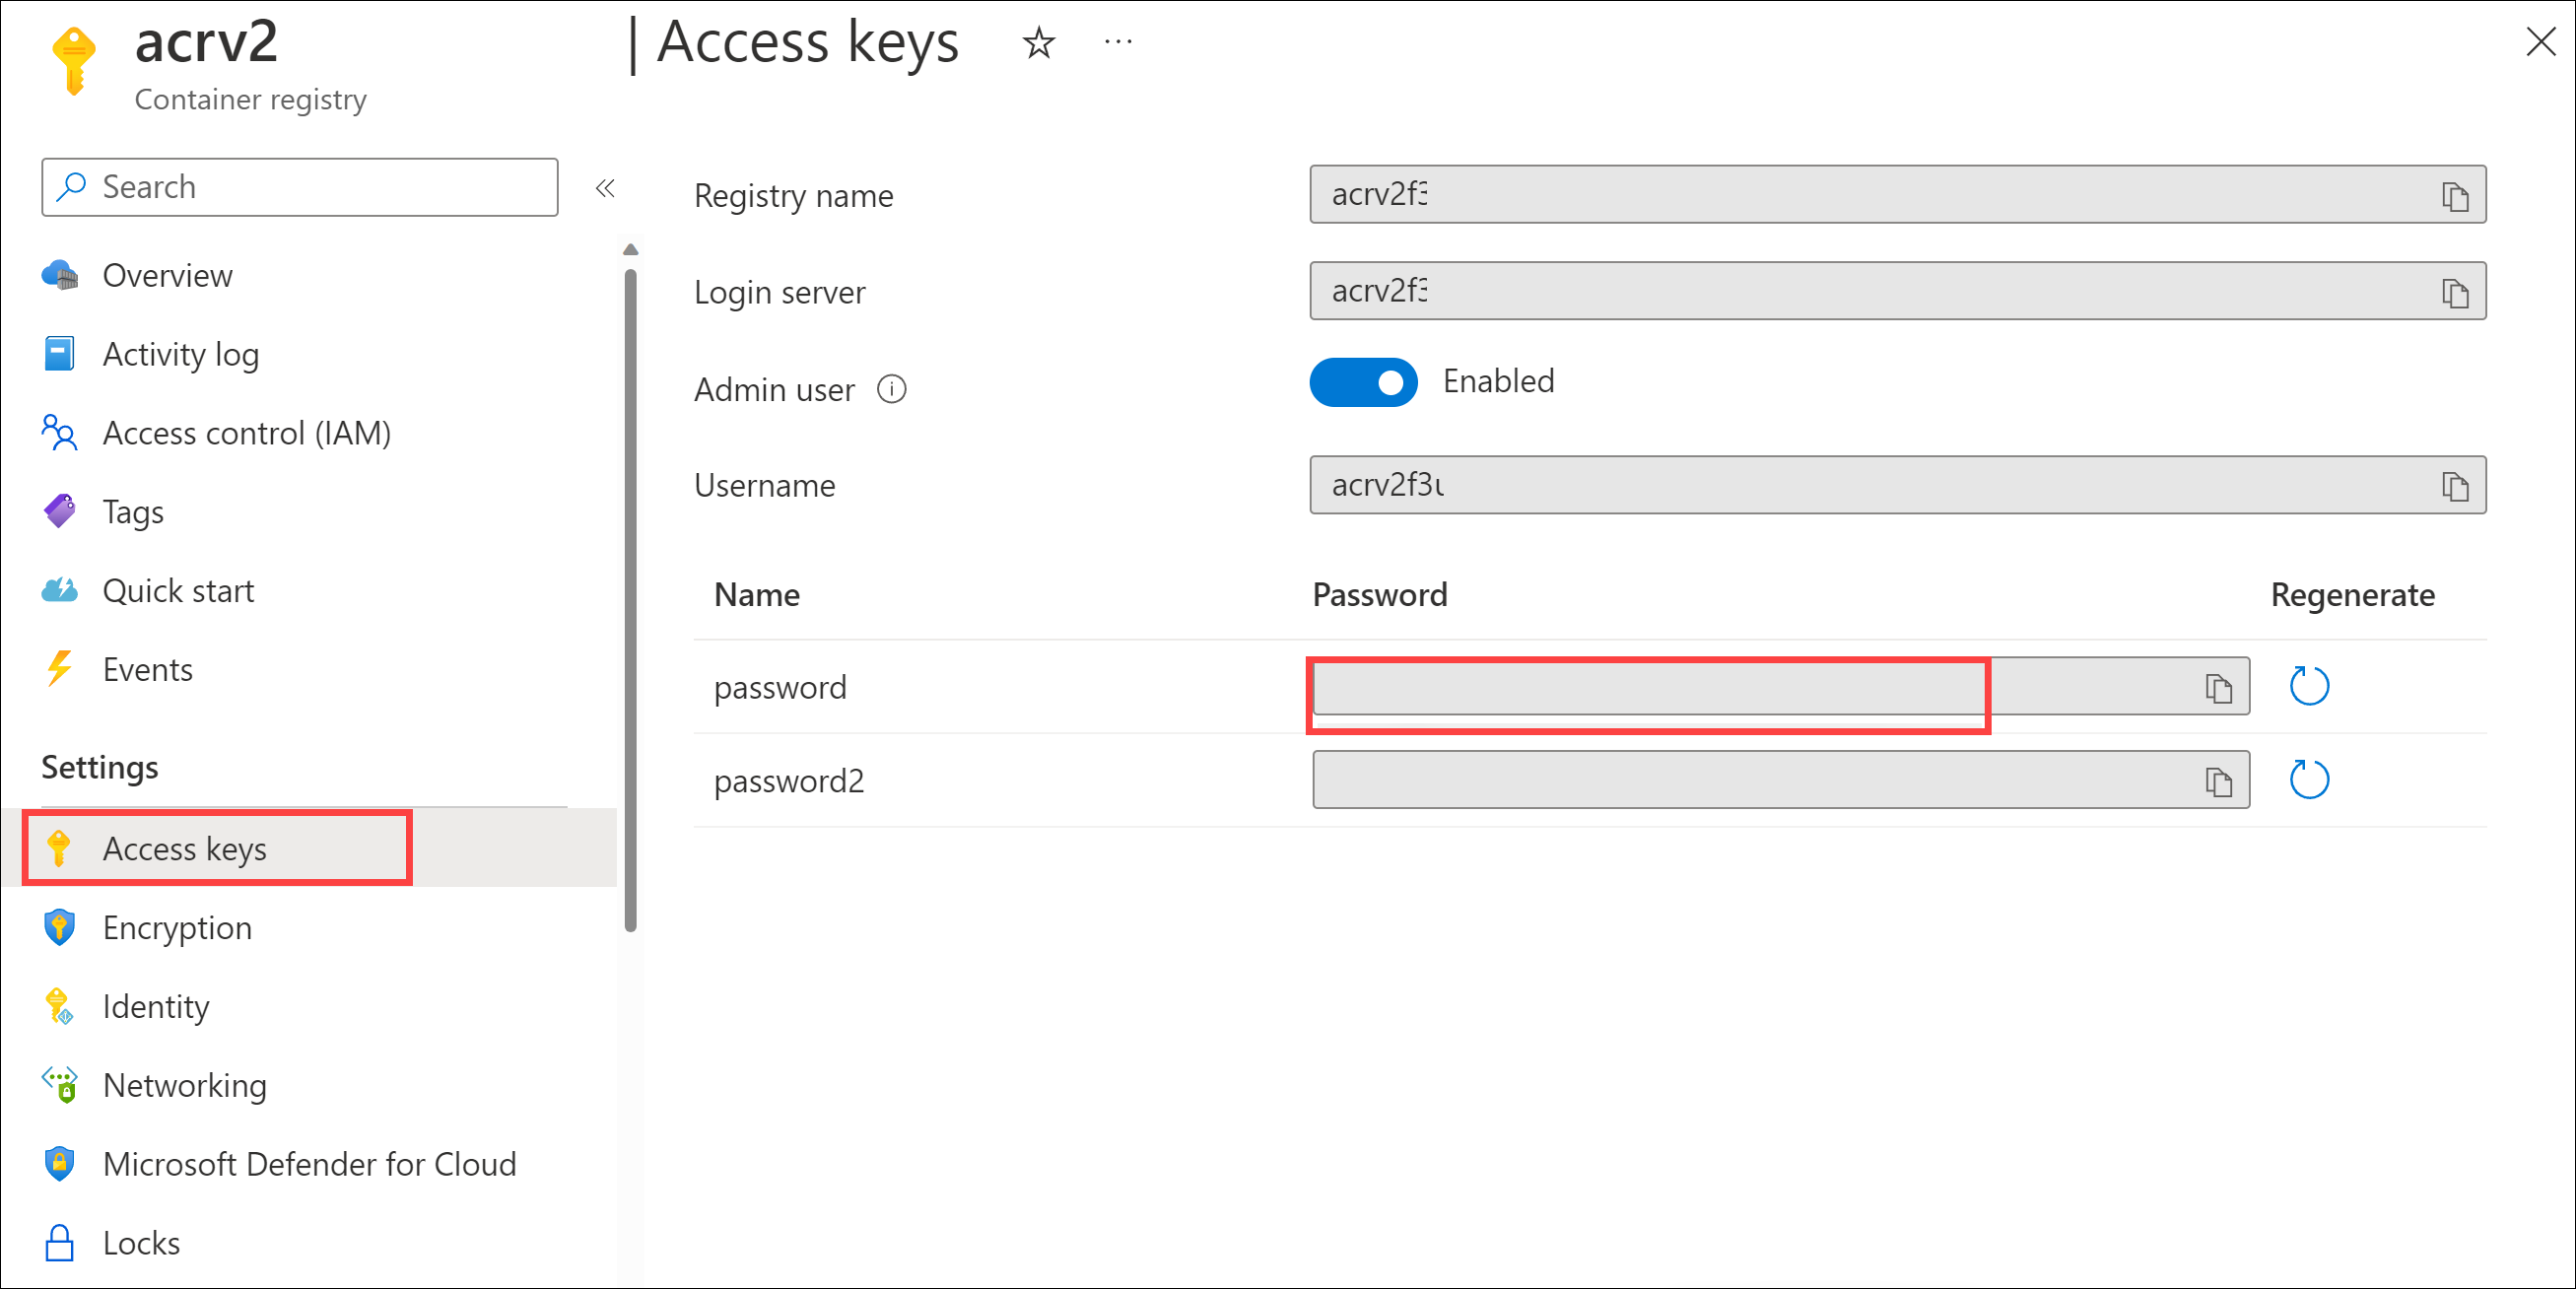 acrv2 | Access keys
Container registry
Search
Overview
Activity log
Access control (IAM)
Tags
Quick start
Events
Settings
Access keys
Encryption
Identity
Networking
Microsoft Defender for Cloud
Locks
Registry name
acrv2f3
Login server
acrv2f3
Admin user
Enabled
Username
acrv2f3
Name Password Regenerate
password
password2